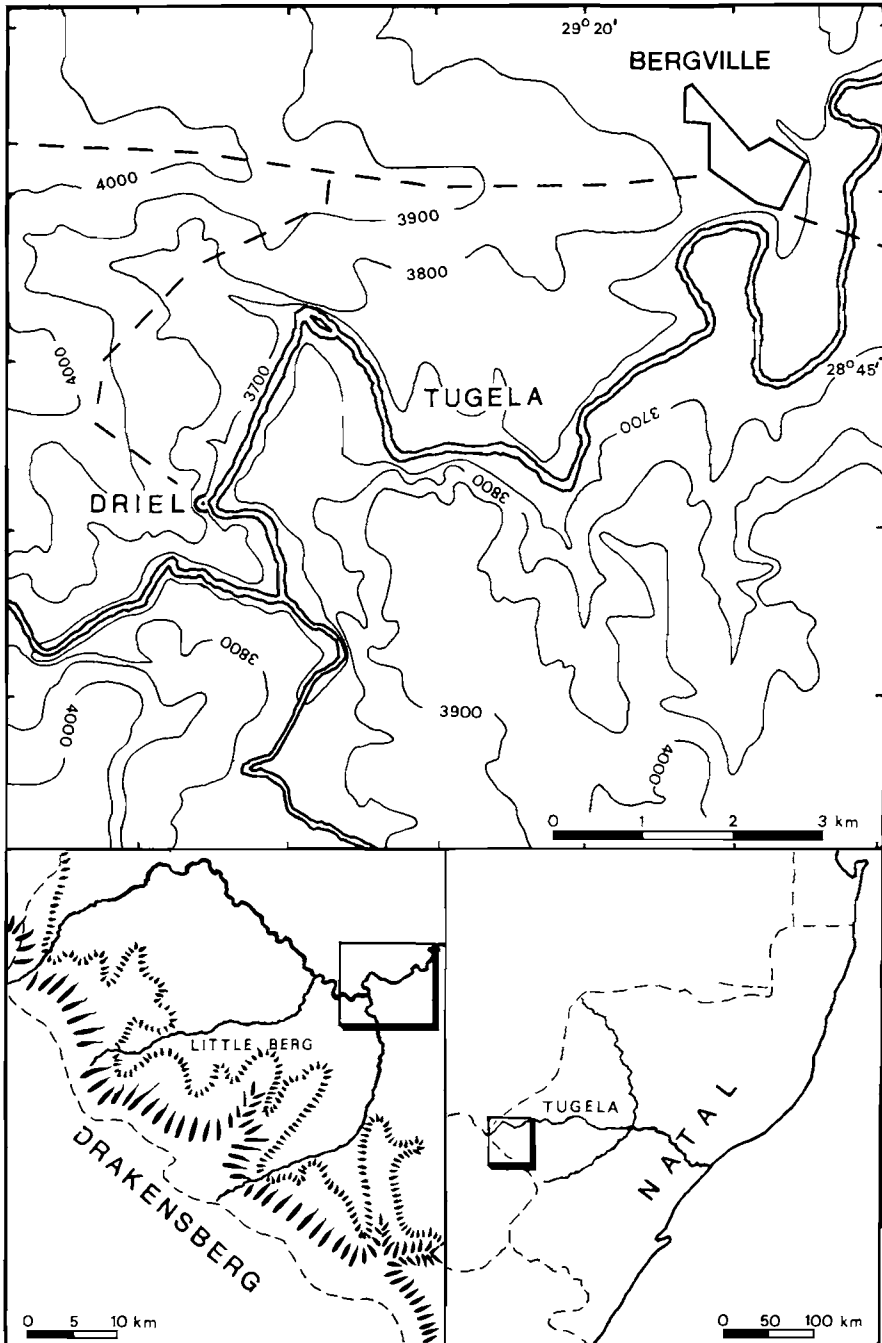 29° 20'
BERGVILLE
4000
3900
3800
28° 45'
4000
3700
TUGELA
3700
3800
DRIEL
3800
4000
3900
4000
0 1 2 3 km
LITTLE BERG
DRAKENSBERG
0 5 10 km
TUGELA
NATAL
0 50 100 km